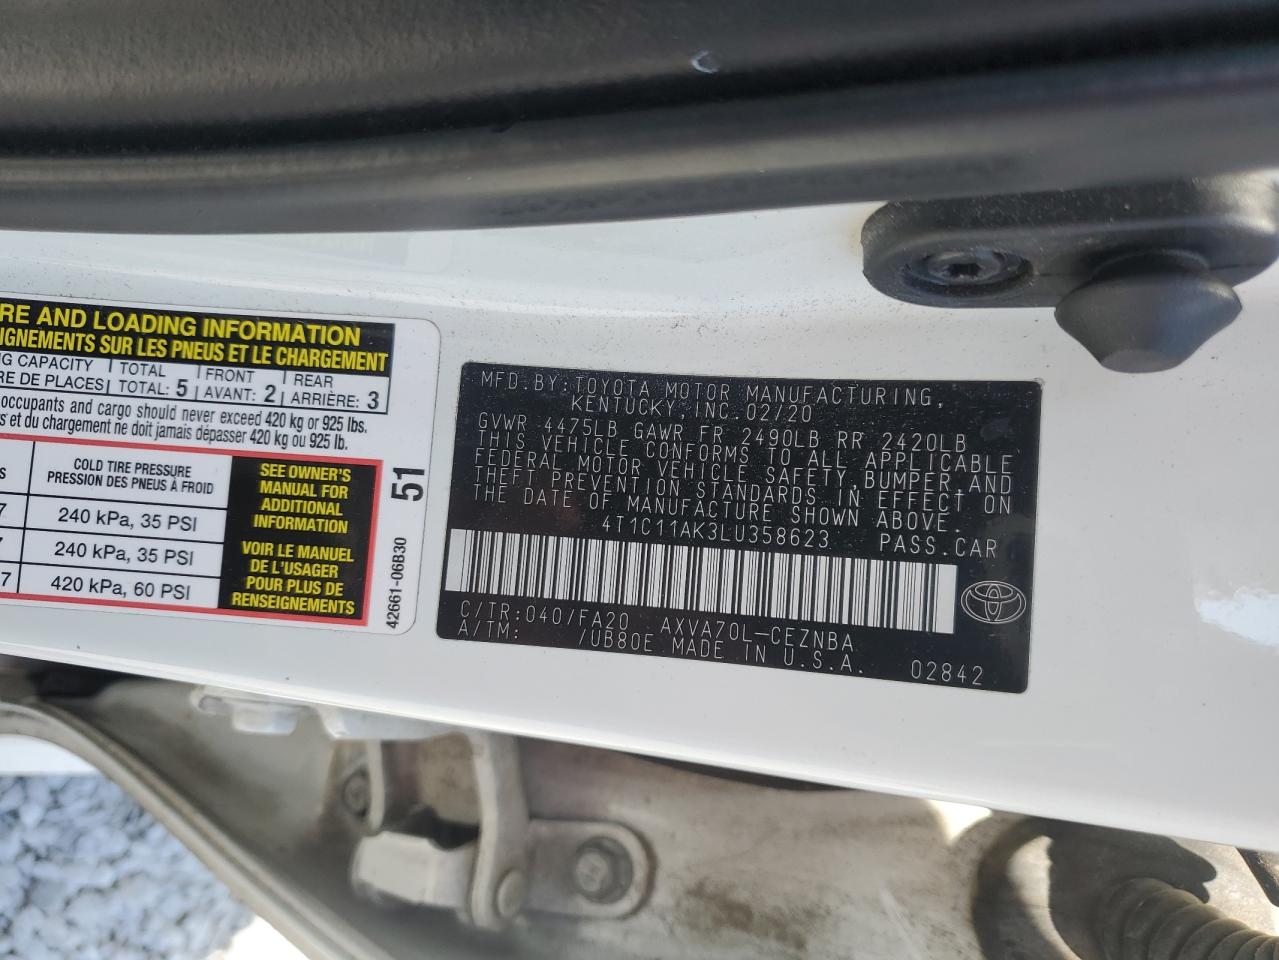 RE AND LOADING INFORMATION
IGNEMENTS SUR LES PNEUS ET LE CHARGEMENT
NG CAPACITY TOTAL FRONT REAR
RE DE PLACES TOTAL: 5 AVANT: 2 ARRIÈRE: 3
occupants and cargo should never exceed 420 kg or 925 lbs.
et du chargement ne doit jamais dépasser 420 kg ou 925 lb.
COLD TIRE PRESSURE
PRESSION DES PNEUS À FROID
7 240 kPa, 35 PSI
7 240 kPa, 35 PSI
7 420 kPa, 60 PSI
SEE OWNER'S
MANUAL FOR
ADDITIONAL
INFORMATION
VOIR LE MANUEL
DE L'USAGER
POUR PLUS DE
RENSEIGNEMENTS
51
42661-06B30
MFD.BY:TOYOTA MOTOR MANUFACTURING,
KENTUCKY,INC.02/20
GVWR 4475LB GAWR FR 2490LB RR 2420LB
THIS VEHICLE CONFORMS TO ALL APPLICABLE
FEDERAL MOTOR VEHICLE SAFETY,BUMPER AND
THEFT PREVENTION STANDARDS IN EFFECT ON
THE DATE OF MANUFACTURE SHOWN ABOVE.
4T1C11AK3LU358623 PASS.CAR
C/TR:040/FA20 AXVA70L-CEZNBA
A/TM: /UB80E MADE IN U.S.A. 02842